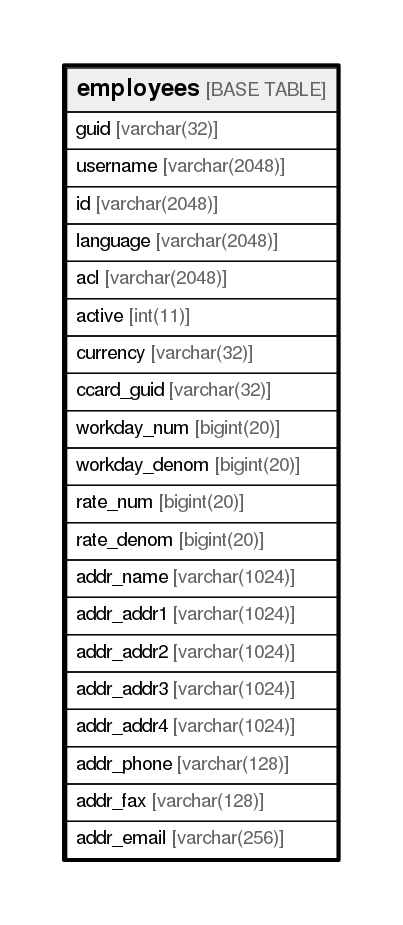 employees [BASE TABLE]
guid [varchar(32)]
username [varchar(2048)]
id [varchar(2048)]
language [varchar(2048)]
acl [varchar(2048)]
active [int(11)]
currency [varchar(32)]
ccard_guid [varchar(32)]
workday_num [bigint(20)]
workday_denom [bigint(20)]
rate_num [bigint(20)]
rate_denom [bigint(20)]
addr_name [varchar(1024)]
addr_addr1 [varchar(1024)]
addr_addr2 [varchar(1024)]
addr_addr3 [varchar(1024)]
addr_addr4 [varchar(1024)]
addr_phone [varchar(128)]
addr_fax [varchar(128)]
addr_email [varchar(256)]